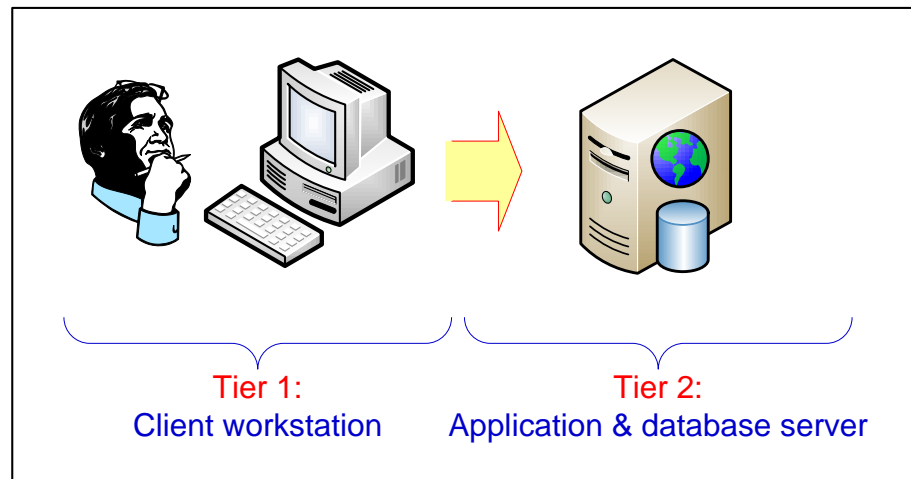 Tier 1:
Client workstation
Tier 2:
Application & database server